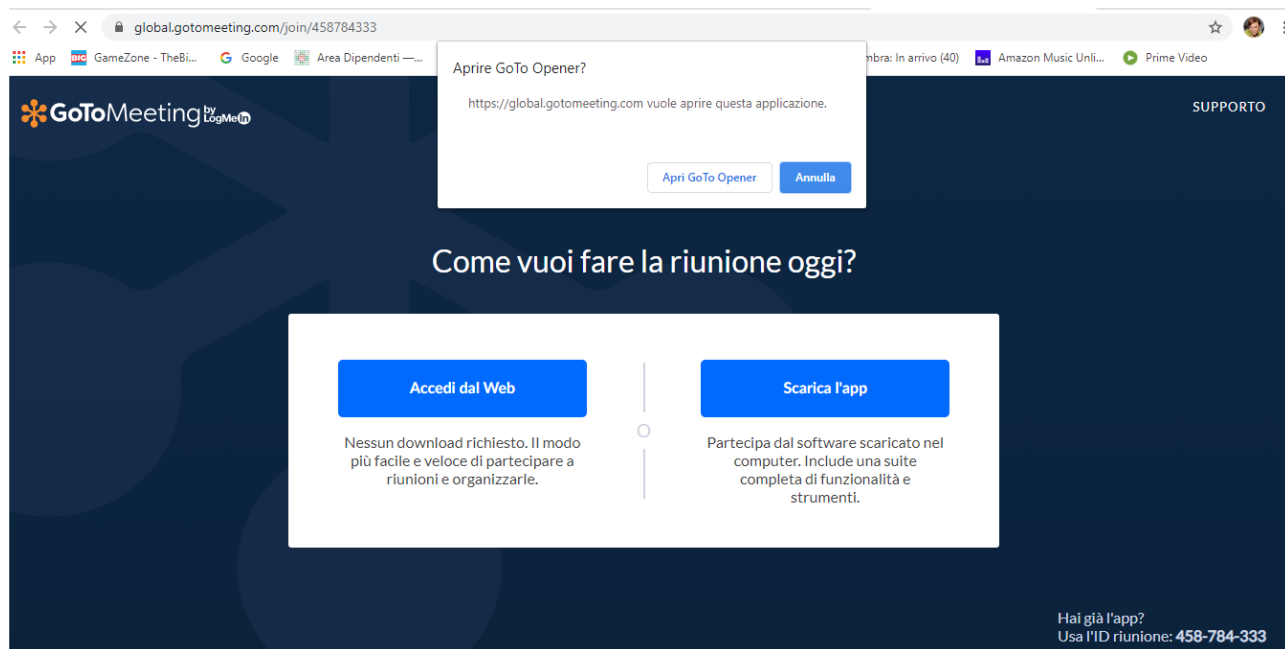 global.gotomeeting.com/join/458784333
App
BIG GameZone - TheBi...
Google
Area Dipendenti —...
In arrivo (40)
Amazon Music Unli...
Prime Video
Aprire GoTo Opener?
https://global.gotomeeting.com vuole aprire questa applicazione.
Apri GoTo Opener
Annulla
GoToMeeting by LogMeIn
SUPPORTO
Come vuoi fare la riunione oggi?
Accedi dal Web
Nessun download richiesto. Il modo
più facile e veloce di partecipare a
riunioni e organizzarle.
O
Scarica l'app
Partecipa dal software scaricato nel
computer. Include una suite
completa di funzionalità e
strumenti.
Hai già l'app?
Usa l'ID riunione: 458-784-333